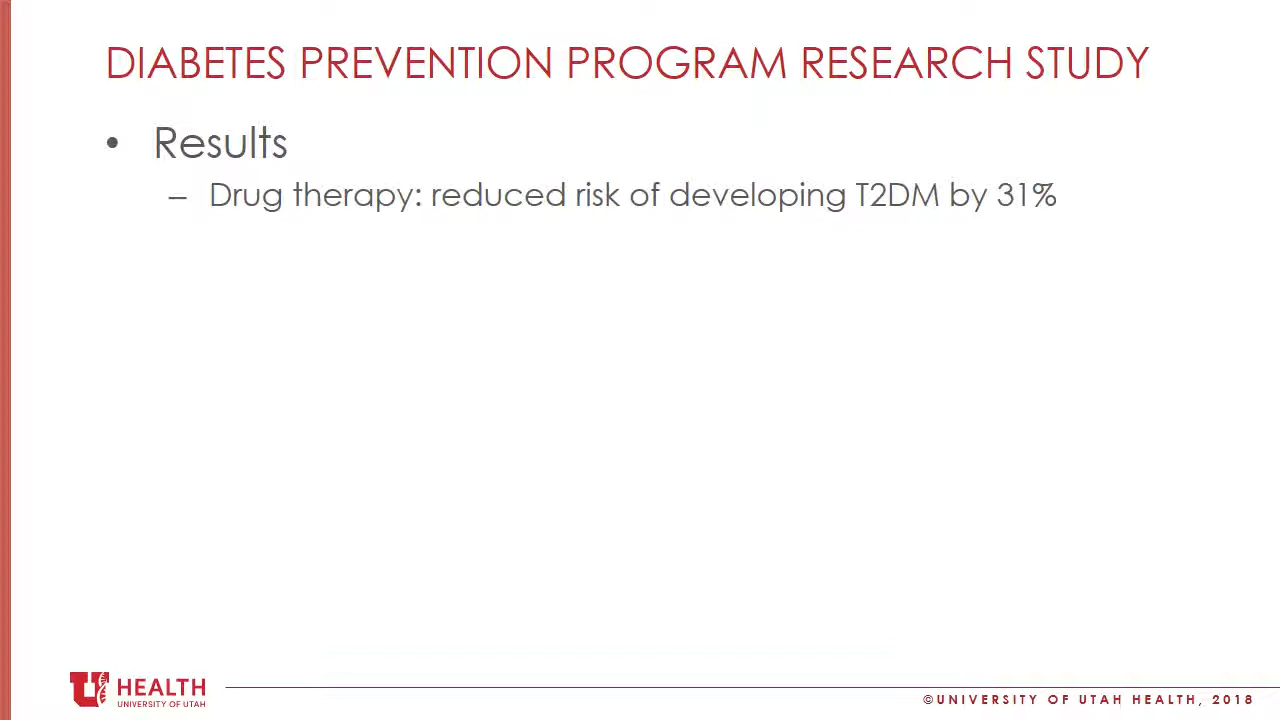 DIABETES PREVENTION PROGRAM RESEARCH STUDY
• Results
– Drug therapy: reduced risk of developing T2DM by 31%
U HEALTH
UNIVERSITY OF UTAH
©UNIVERSITY OF UTAH HEALTH, 2018